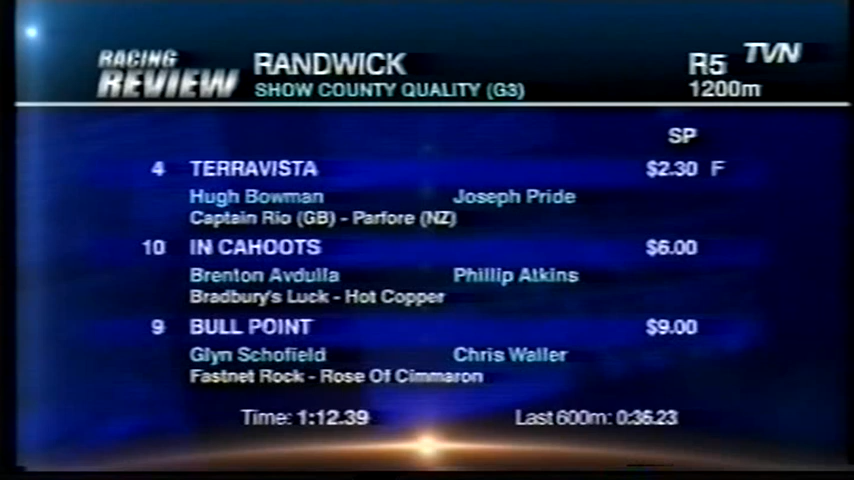 RACING REVIEW RANDWICK R5 TVN
SHOW COUNTY QUALITY (G3) 1200m
SP
4 TERRAVISTA $2.30 F
Hugh Bowman Joseph Pride
Captain Rio (GB) - Parfore (NZ)
10 IN CAHOOTS $6.00
Brenton Avdulla Phillip Atkins
Bradbury's Luck - Hot Copper
9 BULL POINT $9.00
Glyn Schofield Chris Waller
Fastnet Rock - Rose Of Cimmaron
Time: 1:12.39 Last 600m: 0:36.23